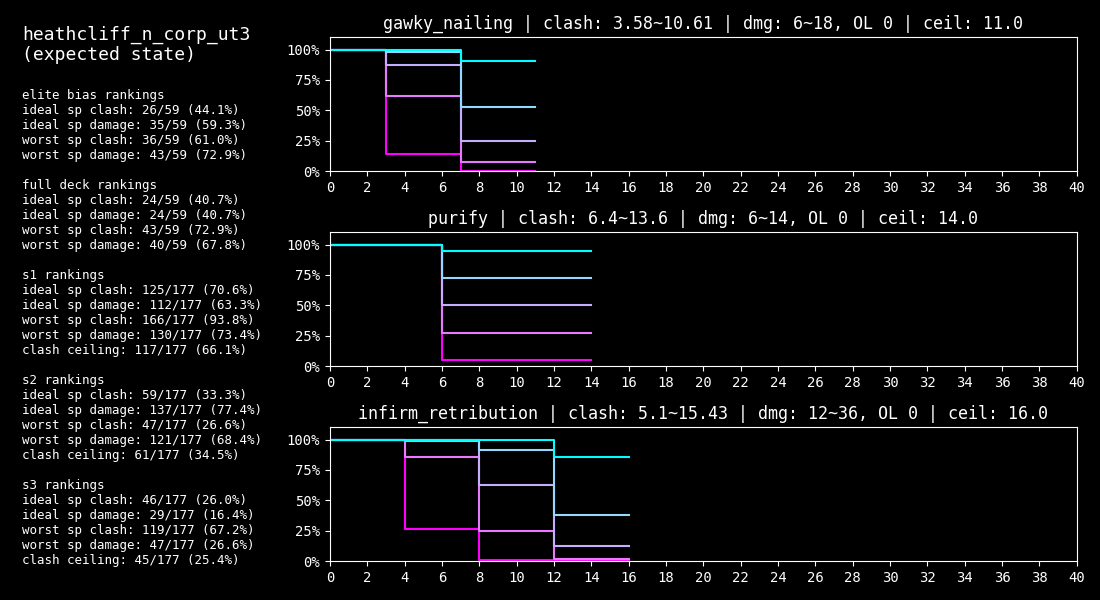 heathcliff_n_corp_ut3
(expected state)
elite bias rankings
ideal sp clash: 26/59 (44.1%)
ideal sp damage: 35/59 (59.3%)
worst sp clash: 36/59 (61.0%)
worst sp damage: 43/59 (72.9%)
full deck rankings
ideal sp clash: 24/59 (40.7%)
ideal sp damage: 24/59 (40.7%)
worst sp clash: 43/59 (72.9%)
worst sp damage: 40/59 (67.8%)
s1 rankings
ideal sp clash: 125/177 (70.6%)
ideal sp damage: 112/177 (63.3%)
worst sp clash: 166/177 (93.8%)
worst sp damage: 130/177 (73.4%)
clash ceiling: 117/177 (66.1%)
s2 rankings
ideal sp clash: 59/177 (33.3%)
ideal sp damage: 137/177 (77.4%)
worst sp clash: 47/177 (26.6%)
worst sp damage: 121/177 (68.4%)
clash ceiling: 61/177 (34.5%)
s3 rankings
ideal sp clash: 46/177 (26.0%)
ideal sp damage: 29/177 (16.4%)
worst sp clash: 119/177 (67.2%)
worst sp damage: 47/177 (26.6%)
clash ceiling: 45/177 (25.4%)
gawky_nailing | clash: 3.58~10.61 | dmg: 6~18, OL 0 | ceil: 11.0
100%
75%
50%
25%
0%
0 2 4 6 8 10 12 14 16 18 20 22 24 26 28 30 32 34 36 38 40
purify | clash: 6.4~13.6 | dmg: 6~14, OL 0 | ceil: 14.0
100%
75%
50%
25%
0%
0 2 4 6 8 10 12 14 16 18 20 22 24 26 28 30 32 34 36 38 40
infirm_retribution | clash: 5.1~15.43 | dmg: 12~36, OL 0 | ceil: 16.0
100%
75%
50%
25%
0%
0 2 4 6 8 10 12 14 16 18 20 22 24 26 28 30 32 34 36 38 40